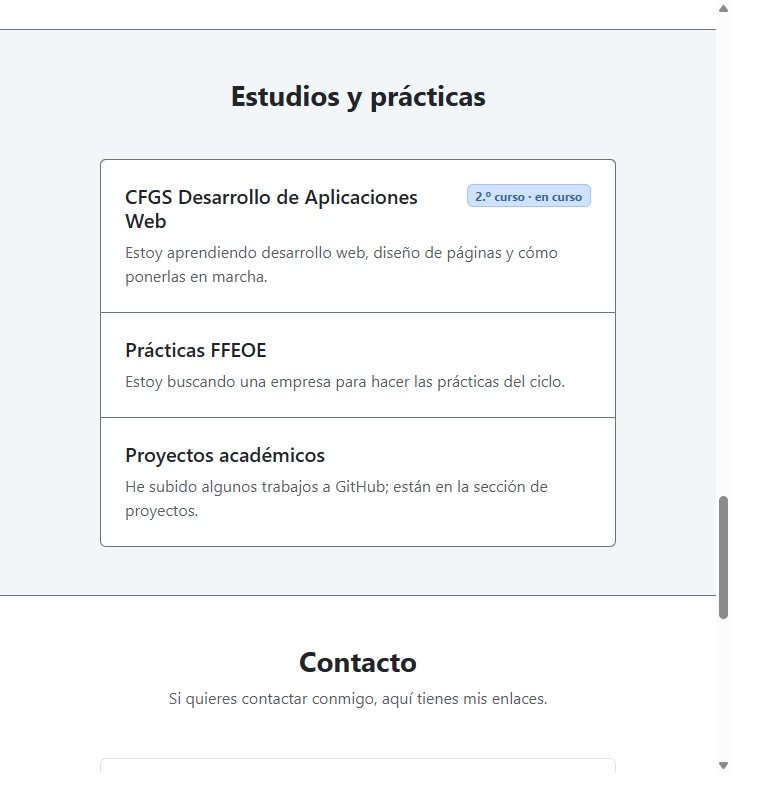 Estudios y prácticas
CFGS Desarrollo de Aplicaciones
Web
2.º curso · en curso
Estoy aprendiendo desarrollo web, diseño de páginas y cómo
ponerlas en marcha.
Prácticas FFEOE
Estoy buscando una empresa para hacer las prácticas del ciclo.
Proyectos académicos
He subido algunos trabajos a GitHub; están en la sección de
proyectos.
Contacto
Si quieres contactar conmigo, aquí tienes mis enlaces.